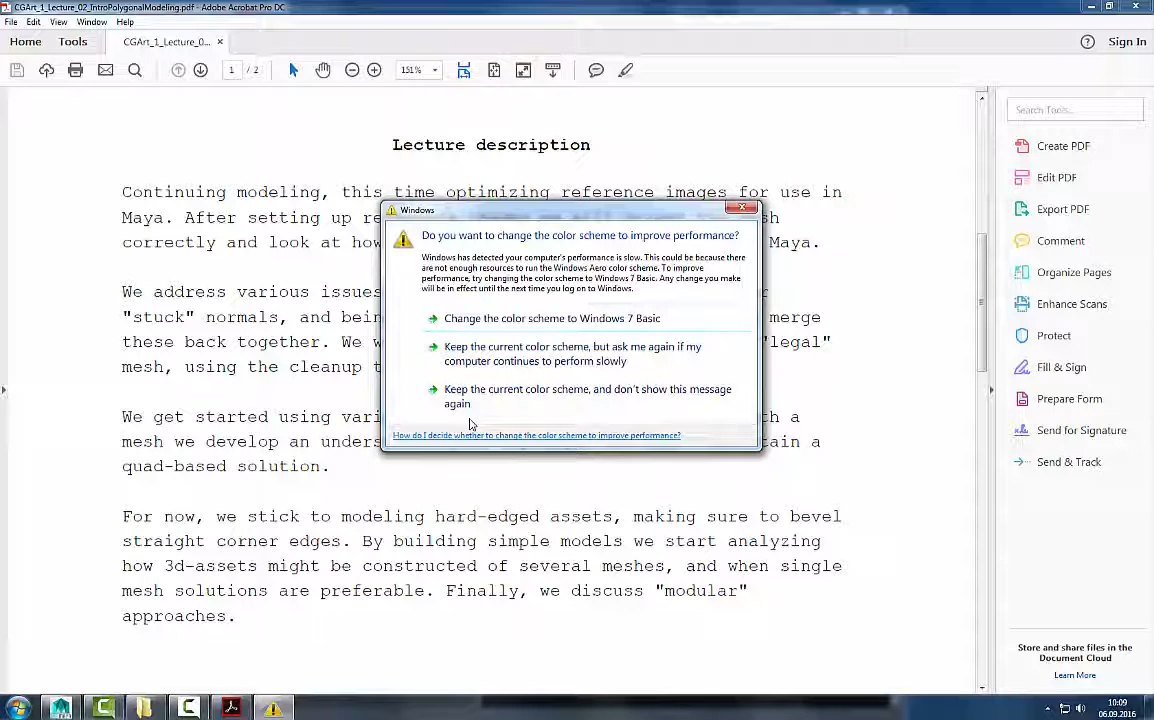 CGArt_1_Lecture_02_IntroPolygonalModeling.pdf - Adobe Acrobat Pro DC
File Edit View Window Help
Home Tools CGArt_1_Lecture_0... × Sign In
1 / 2 151%
Search Tools...
Lecture description
Continuing modeling, this time optimizing reference images for use in
Maya. After setting up
correctly and look at how Maya.
We address various issues
"stuck" normals, and merge
these back together. We "legal"
mesh, using the cleanup
We get started using a
mesh we develop an a
quad-based solution.
For now, we stick to modeling hard-edged assets, making sure to bevel
straight corner edges. By building simple models we start analyzing
how 3d-assets might be constructed of several meshes, and when single
mesh solutions are preferable. Finally, we discuss "modular"
approaches.
Windows
Do you want to change the color scheme to improve performance?
Windows has detected your computer's performance is slow. This could be because there
are not enough resources to run the Windows Aero color scheme. To improve
performance, try changing the color scheme to Windows 7 Basic. Any change you make
will be in effect until the next time you log on to Windows.
Change the color scheme to Windows 7 Basic
Keep the current color scheme, but ask me again if my
computer continues to perform slowly
Keep the current color scheme, and don't show this message
again
How do I decide whether to change the color scheme to improve performance?
Create PDF
Edit PDF
Export PDF
Comment
Organize Pages
Enhance Scans
Protect
Fill & Sign
Prepare Form
Send for Signature
Send & Track
Store and share files in the
Document Cloud
Learn More
10:09
06.09.2016